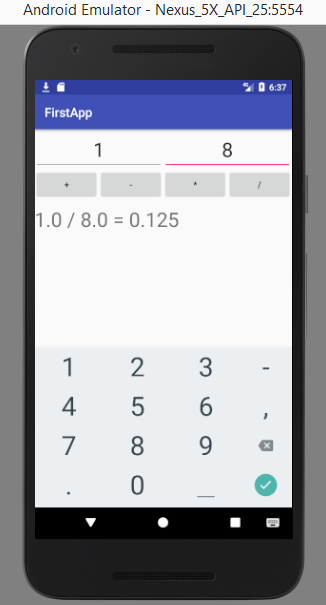 Android Emulator - Nexus_5X_API_25:5554
6:37
FirstApp
1 8
+ - * /
1.0 / 8.0 = 0.125
1 2 3 -
4 5 6 ,
7 8 9
. 0 _